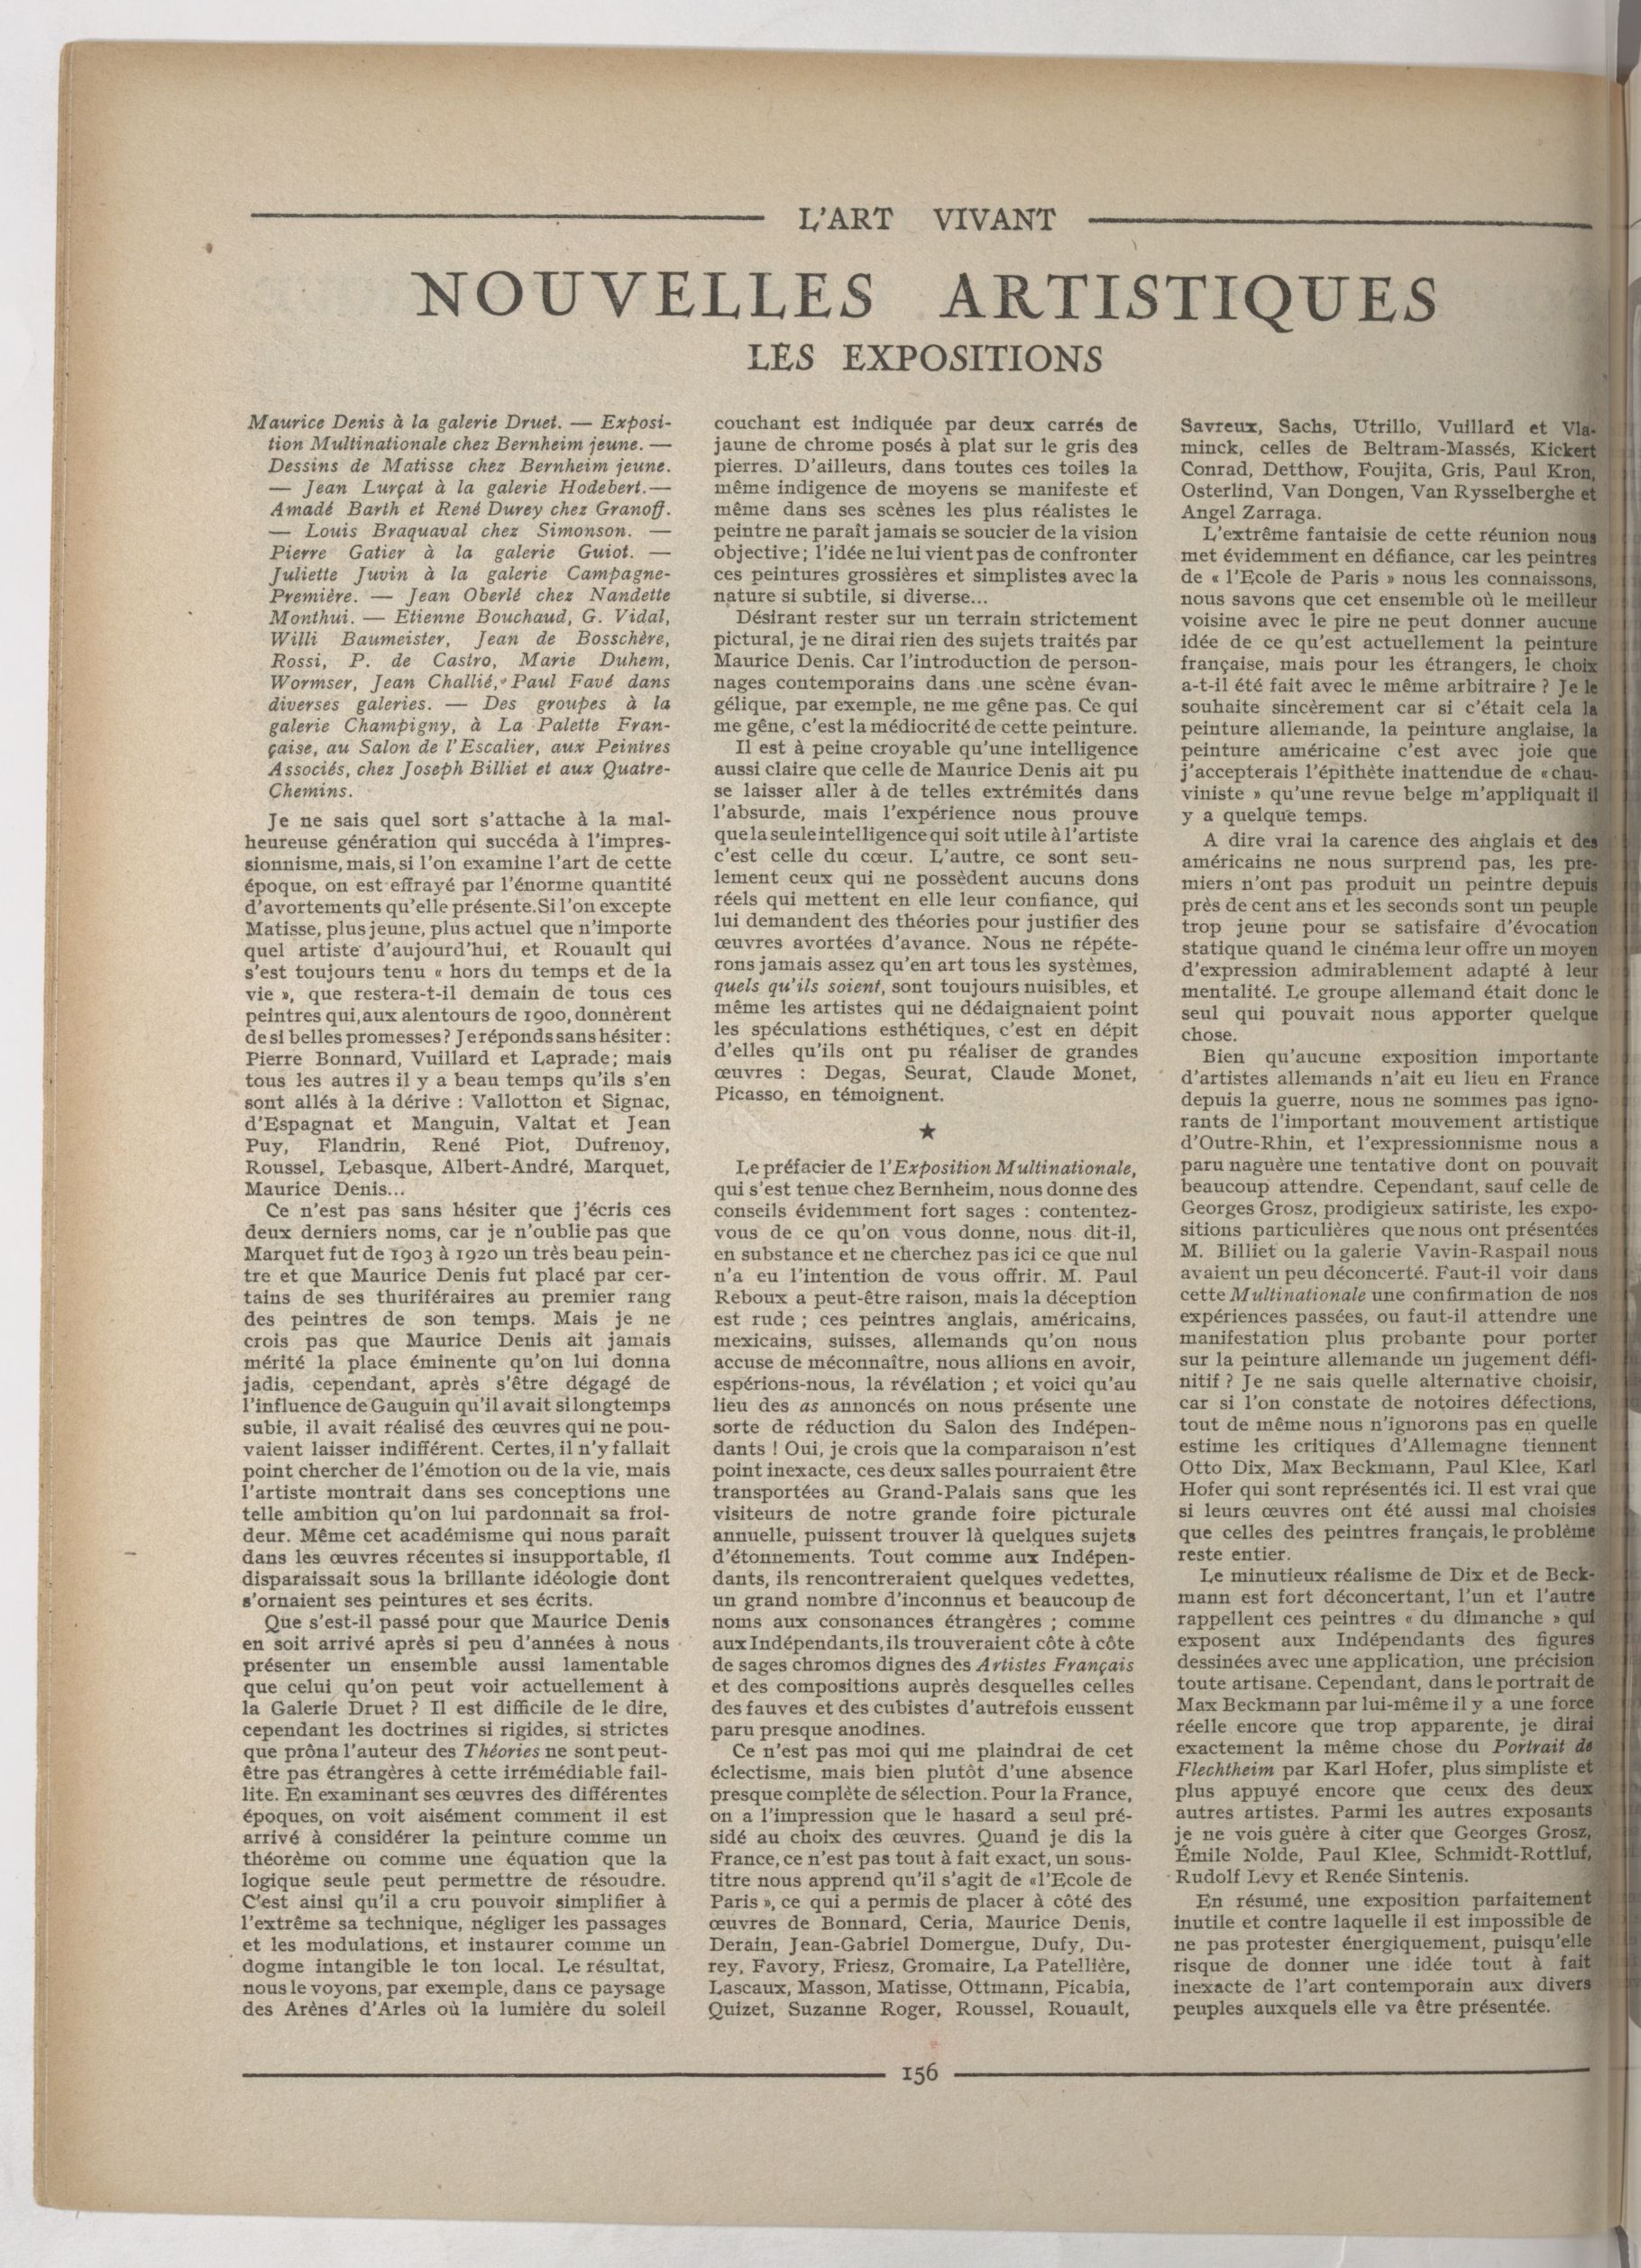 L'ART VIVANT
NOUVELLES ARTISTIQUES
LES EXPOSITIONS
Maurice Denis à la galerie Druet. — Exposi-
tion Multinationale chez Bernheim jeune. —
Dessins de Matisse chez Bernheim jeune.
— Jean Lurçat à la galerie Hodebert. —
Amadé Barth et René Durey chez Granoff.
— Louis Braquaval chez Simonson. —
Pierre Gatier à la galerie Guiot. —
Juliette Juvin à la galerie Campagne-
Première. — Jean Oberlé chez Nandette
Monthui. — Etienne Bouchaud, G. Vidal,
Willi Baumeister, Jean de Bosschère,
Rossi, P. de Castro, Marie Duhem,
Wormser, Jean Challié, Paul Favé dans
diverses galeries. — Des groupes à la
galerie Champigny, à La Palette Fran-
çaise, au Salon de l'Escalier, aux Peintres
Associés, chez Joseph Billiet et aux Quatre-
Chemins.
Je ne sais quel sort s'attache à la mal-
heureuse génération qui succéda à l'impres-
sionnisme, mais, si l'on examine l'art de cette
époque, on est effrayé par l'énorme quantité
d'avortements qu'elle présente. Si l'on excepte
Matisse, plus jeune, plus actuel que n'importe
quel artiste d'aujourd'hui, et Rouault qui
s'est toujours tenu « hors du temps et de la
vie », que restera-t-il demain de tous ces
peintres qui, aux alentours de 1900, donnèrent
de si belles promesses? Je réponds sans hésiter :
Pierre Bonnard, Vuillard et Laprade; mais
tous les autres il y a beau temps qu'ils s'en
sont allés à la dérive : Vallotton et Signac,
d'Espagnat et Manguin, Valtat et Jean
Puy, Flandrin, René Piot, Dufrenoy,
Roussel, Lebasque, Albert-André, Marquet,
Maurice Denis...
Ce n'est pas sans hésiter que j'écris ces
deux derniers noms, car je n'oublie pas que
Marquet fut de 1903 à 1920 un très beau pein-
tre et que Maurice Denis fut placé par cer-
tains de ses thuriféraires au premier rang
des peintres de son temps. Mais je ne
crois pas que Maurice Denis ait jamais
mérité la place éminente qu'on lui donna
jadis, cependant, après s'être dégagé de
l'influence de Gauguin qu'il avait silongtemps
subie, il avait réalisé des œuvres qui ne pou-
vaient laisser indifférent. Certes, il n'y fallait
point chercher de l'émotion ou de la vie, mais
l'artiste montrait dans ses conceptions une
telle ambition qu'on lui pardonnait sa froi-
deur. Même cet académisme qui nous paraît
dans les œuvres récentes si insupportable, il
disparaissait sous la brillante idéologie dont
s'ornaient ses peintures et ses écrits.
Que s'est-il passé pour que Maurice Denis
en soit arrivé après si peu d'années à nous
présenter un ensemble aussi lamentable
que celui qu'on peut voir actuellement à
la Galerie Druet ? Il est difficile de le dire,
cependant les doctrines si rigides, si strictes
que prôna l'auteur des Théories ne sont peut-
être pas étrangères à cette irrémédiable fail-
lite. En examinant ses œuvres des différentes
époques, on voit aisément comment il est
arrivé à considérer la peinture comme un
théorème ou comme une équation que la
logique seule peut permettre de résoudre.
C'est ainsi qu'il a cru pouvoir simplifier à
l'extrême sa technique, négliger les passages
et les modulations, et instaurer comme un
dogme intangible le ton local. Le résultat,
nous le voyons, par exemple, dans ce paysage
des Arènes d'Arles où la lumière du soleil
couchant est indiquée par deux carrés de
jaune de chrome posés à plat sur le gris des
pierres. D'ailleurs, dans toutes ces toiles la
même indigence de moyens se manifeste et
même dans ses scènes les plus réalistes le
peintre ne paraît jamais se soucier de la vision
objective; l'idée ne lui vient pas de confronter
ces peintures grossières et simplistes avec la
nature si subtile, si diverse...
Désirant rester sur un terrain strictement
pictural, je ne dirai rien des sujets traités par
Maurice Denis. Car l'introduction de person-
nages contemporains dans une scène évan-
gélique, par exemple, ne me gêne pas. Ce qui
me gêne, c'est la médiocrité de cette peinture.
Il est à peine croyable qu'une intelligence
aussi claire que celle de Maurice Denis ait pu
se laisser aller à de telles extrémités dans
l'absurde, mais l'expérience nous prouve
que la seule intelligence qui soit utile à l'artiste
c'est celle du cœur. L'autre, ce sont seu-
lement ceux qui ne possèdent aucuns dons
réels qui mettent en elle leur confiance, qui
lui demandent des théories pour justifier des
œuvres avortées d'avance. Nous ne répéte-
rons jamais assez qu'en art tous les systèmes,
quels qu'ils soient, sont toujours nuisibles, et
même les artistes qui ne dédaignaient point
les spéculations esthétiques, c'est en dépit
d'elles qu'ils ont pu réaliser de grandes
œuvres : Degas, Seurat, Claude Monet,
Picasso, en témoignent.
★
Le préfacier de l'Exposition Multinationale,
qui s'est tenue chez Bernheim, nous donne des
conseils évidemment fort sages : contentez-
vous de ce qu'on vous donne, nous dit-il,
en substance et ne cherchez pas ici ce que nul
n'a eu l'intention de vous offrir. M. Paul
Reboux a peut-être raison, mais la déception
est rude ; ces peintres anglais, américains,
mexicains, suisses, allemands qu'on nous
accuse de méconnaître, nous allions en avoir,
espérions-nous, la révélation ; et voici qu'au
lieu des as annoncés on nous présente une
sorte de réduction du Salon des Indépen-
dants ! Oui, je crois que la comparaison n'est
point inexacte, ces deux salles pourraient être
transportées au Grand-Palais sans que les
visiteurs de notre grande foire picturale
annuelle, puissent trouver là quelques sujets
d'étonnements. Tout comme aux Indépen-
dants, ils rencontreraient quelques vedettes,
un grand nombre d'inconnus et beaucoup de
noms aux consonances étrangères ; comme
aux Indépendants, ils trouveraient côte à côte
de sages chromos dignes des Artistes Français
et des compositions auprès desquelles celles
des fauves et des cubistes d'autrefois eussent
paru presque anodines.
Ce n'est pas moi qui me plaindrai de cet
éclectisme, mais bien plutôt d'une absence
presque complète de sélection. Pour la France,
on a l'impression que le hasard a seul pré-
sidé au choix des œuvres. Quand je dis la
France, ce n'est pas tout à fait exact, un sous-
titre nous apprend qu'il s'agit de «l'Ecole de
Paris », ce qui a permis de placer à côté des
œuvres de Bonnard, Ceria, Maurice Denis,
Derain, Jean-Gabriel Domergue, Dufy, Du-
rey, Favory, Friesz, Gromaire, La Patellière,
Lascaux, Masson, Matisse, Ottmann, Picabia,
Quizet, Suzanne Roger, Roussel, Rouault,
Savreux, Sachs, Utrillo, Vuillard et Vla-
minck, celles de Beltram-Massés, Kickert
Conrad, Detthow, Foujita, Gris, Paul Kron,
Osterlind, Van Dongen, Van Rysselberghe et
Angel Zarraga.
L'extrême fantaisie de cette réunion nous
met évidemment en défiance, car les peintres
de « l'Ecole de Paris » nous les connaissons,
nous savons que cet ensemble où le meilleur
voisine avec le pire ne peut donner aucune
idée de ce qu'est actuellement la peinture
française, mais pour les étrangers, le choix
a-t-il été fait avec le même arbitraire ? Je le
souhaite sincèrement car si c'était cela la
peinture allemande, la peinture anglaise, la
peinture américaine c'est avec joie que
j'accepterais l'épithète inattendue de « chau-
viniste » qu'une revue belge m'appliquait il
y a quelque temps.
A dire vrai la carence des anglais et des
américains ne nous surprend pas, les pre-
miers n'ont pas produit un peintre depuis
près de cent ans et les seconds sont un peuple
trop jeune pour se satisfaire d'évocation
statique quand le cinéma leur offre un moyen
d'expression admirablement adapté à leur
mentalité. Le groupe allemand était donc le
seul qui pouvait nous apporter quelque
chose.
Bien qu'aucune exposition importante
d'artistes allemands n'ait eu lieu en France
depuis la guerre, nous ne sommes pas igno-
rants de l'important mouvement artistique
d'Outre-Rhin, et l'expressionnisme nous a
paru naguère une tentative dont on pouvait
beaucoup attendre. Cependant, sauf celle de
Georges Grosz, prodigieux satiriste, les expo-
sitions particulières que nous ont présentées
M. Billiet ou la galerie Vavin-Raspail nous
avaient un peu déconcerté. Faut-il voir dans
cette Multinationale une confirmation de nos
expériences passées, ou faut-il attendre une
manifestation plus probante pour porter
sur la peinture allemande un jugement défi-
nitif ? Je ne sais quelle alternative choisir,
car si l'on constate de notoires défections,
tout de même nous n'ignorons pas en quelle
estime les critiques d'Allemagne tiennent
Otto Dix, Max Beckmann, Paul Klee, Karl
Hofer qui sont représentés ici. Il est vrai que
si leurs œuvres ont été aussi mal choisies
que celles des peintres français, le problème
reste entier.
Le minutieux réalisme de Dix et de Beck-
mann est fort déconcertant, l'un et l'autre
rappellent ces peintres « du dimanche » qui
exposent aux Indépendants des figures
dessinées avec une application, une précision
toute artisane. Cependant, dans le portrait de
Max Beckmann par lui-même il y a une force
réelle encore que trop apparente, je dirai
exactement la même chose du Portrait de
Flechtheim par Karl Hofer, plus simpliste et
plus appuyé encore que ceux des deux
autres artistes. Parmi les autres exposants
je ne vois guère à citer que Georges Grosz,
Émile Nolde, Paul Klee, Schmidt-Rottluf,
Rudolf Levy et Renée Sintenis.
En résumé, une exposition parfaitement
inutile et contre laquelle il est impossible de
ne pas protester énergiquement, puisqu'elle
risque de donner une idée tout à fait
inexacte de l'art contemporain aux divers
peuples auxquels elle va être présentée.
156